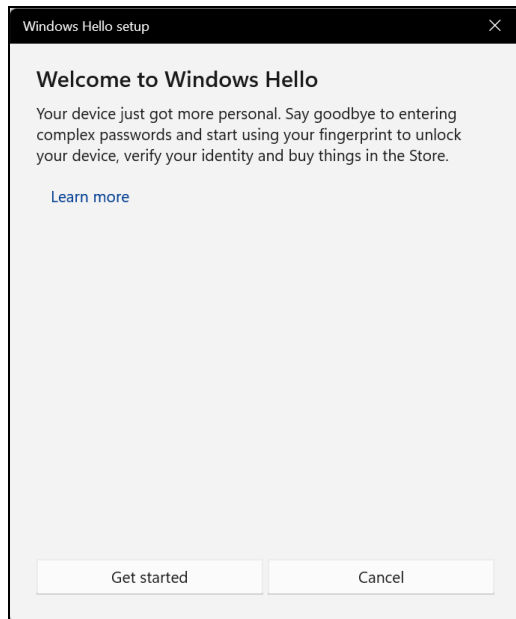 Windows Hello setup
Welcome to Windows Hello
Your device just got more personal. Say goodbye to entering
complex passwords and start using your fingerprint to unlock
your device, verify your identity and buy things in the Store.
Learn more
Get started
Cancel